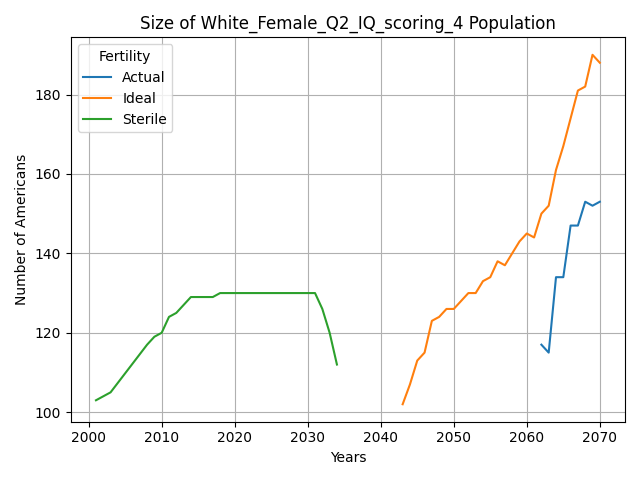 Size of White_Female_Q2_IQ_scoring_4 Population
Fertility
Actual
Ideal
Sterile
Number of Americans
180
160
140
120
100
2000 2010 2020 2030 2040 2050 2060 2070
Years